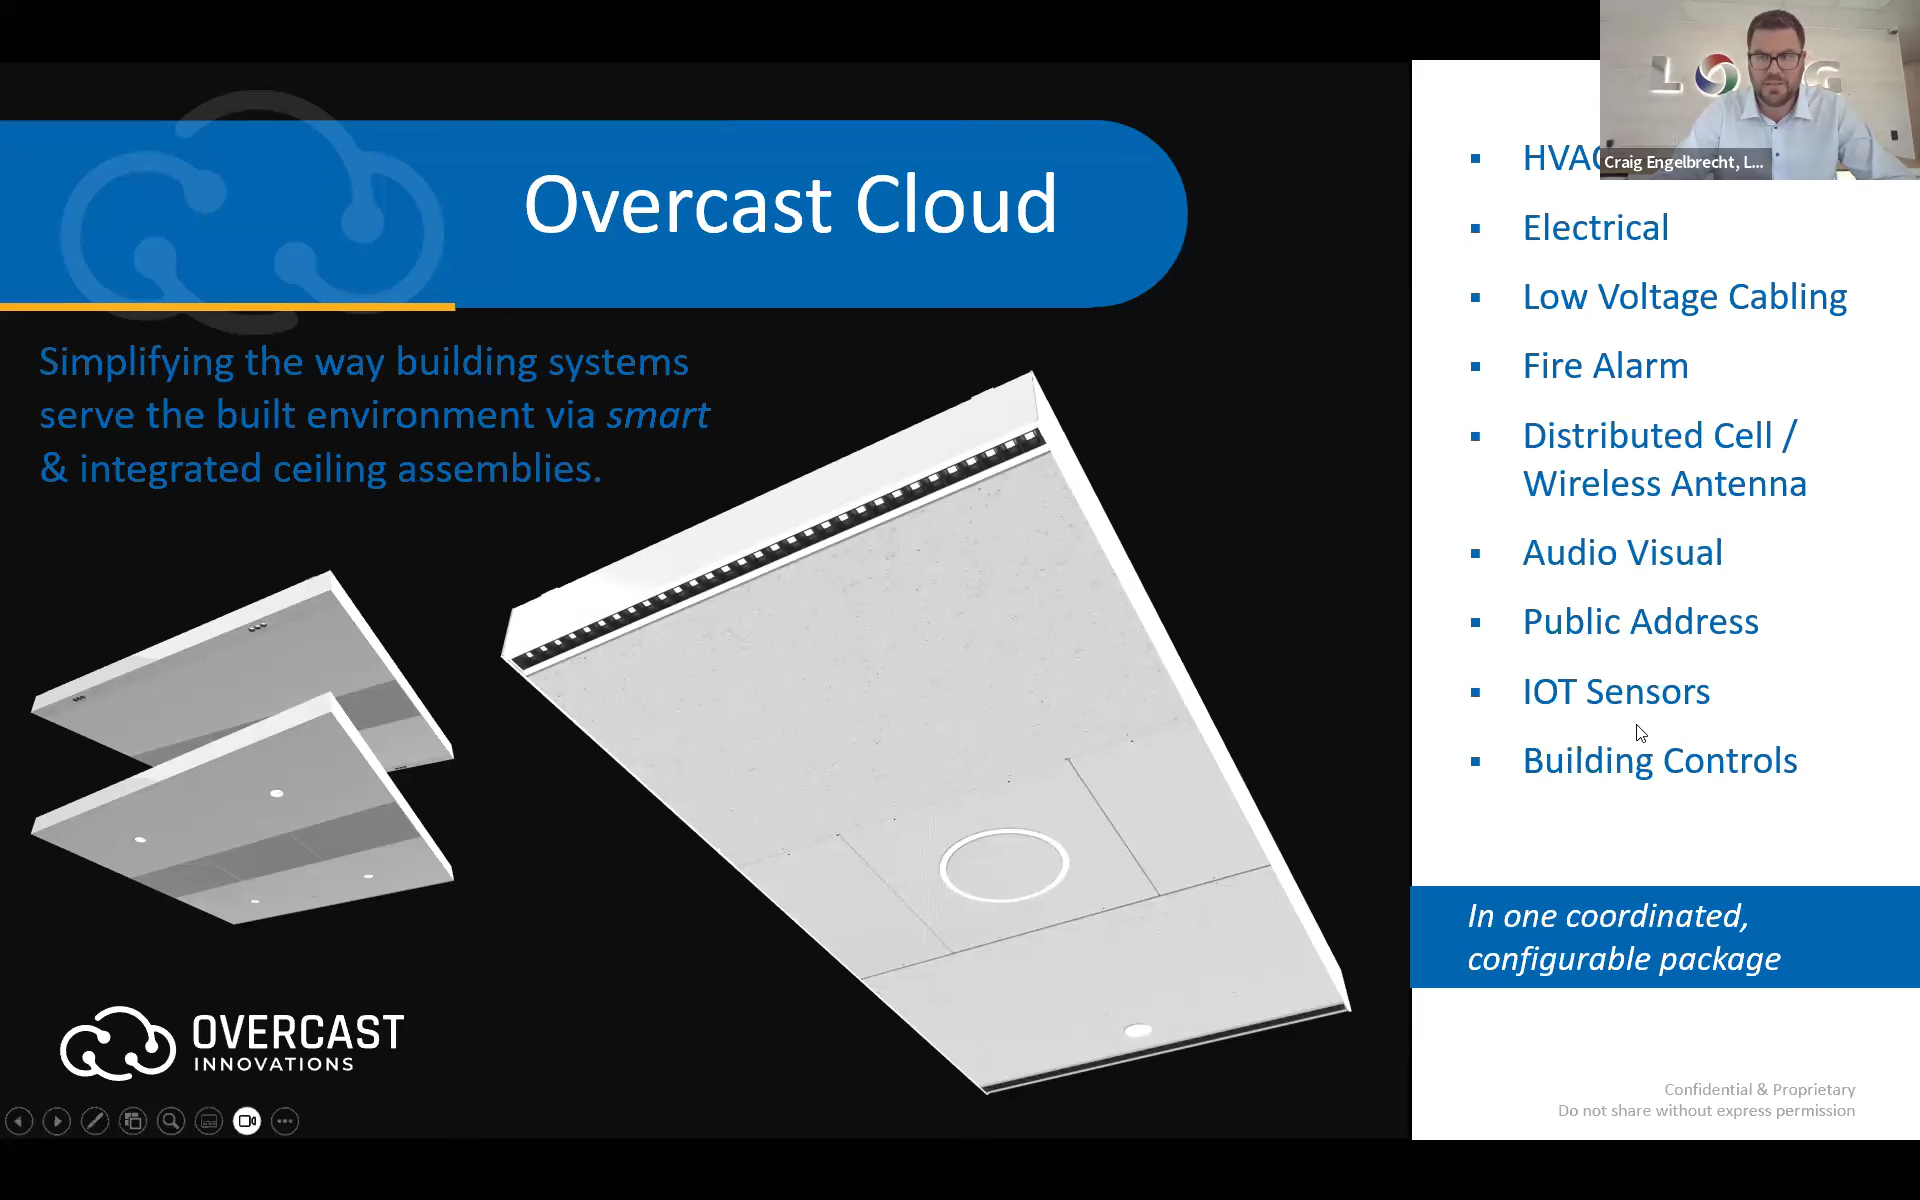 Overcast Cloud
Simplifying the way building systems
serve the built environment via smart
& integrated ceiling assemblies.
OVERCAST
INNOVATIONS
L
G
Craig Engelbrecht, L...
▪ HVAC
▪ Electrical
▪ Low Voltage Cabling
▪ Fire Alarm
▪ Distributed Cell /
Wireless Antenna
▪ Audio Visual
▪ Public Address
▪ IOT Sensors
▪ Building Controls
In one coordinated,
configurable package
Confidential & Proprietary
Do not share without express permission